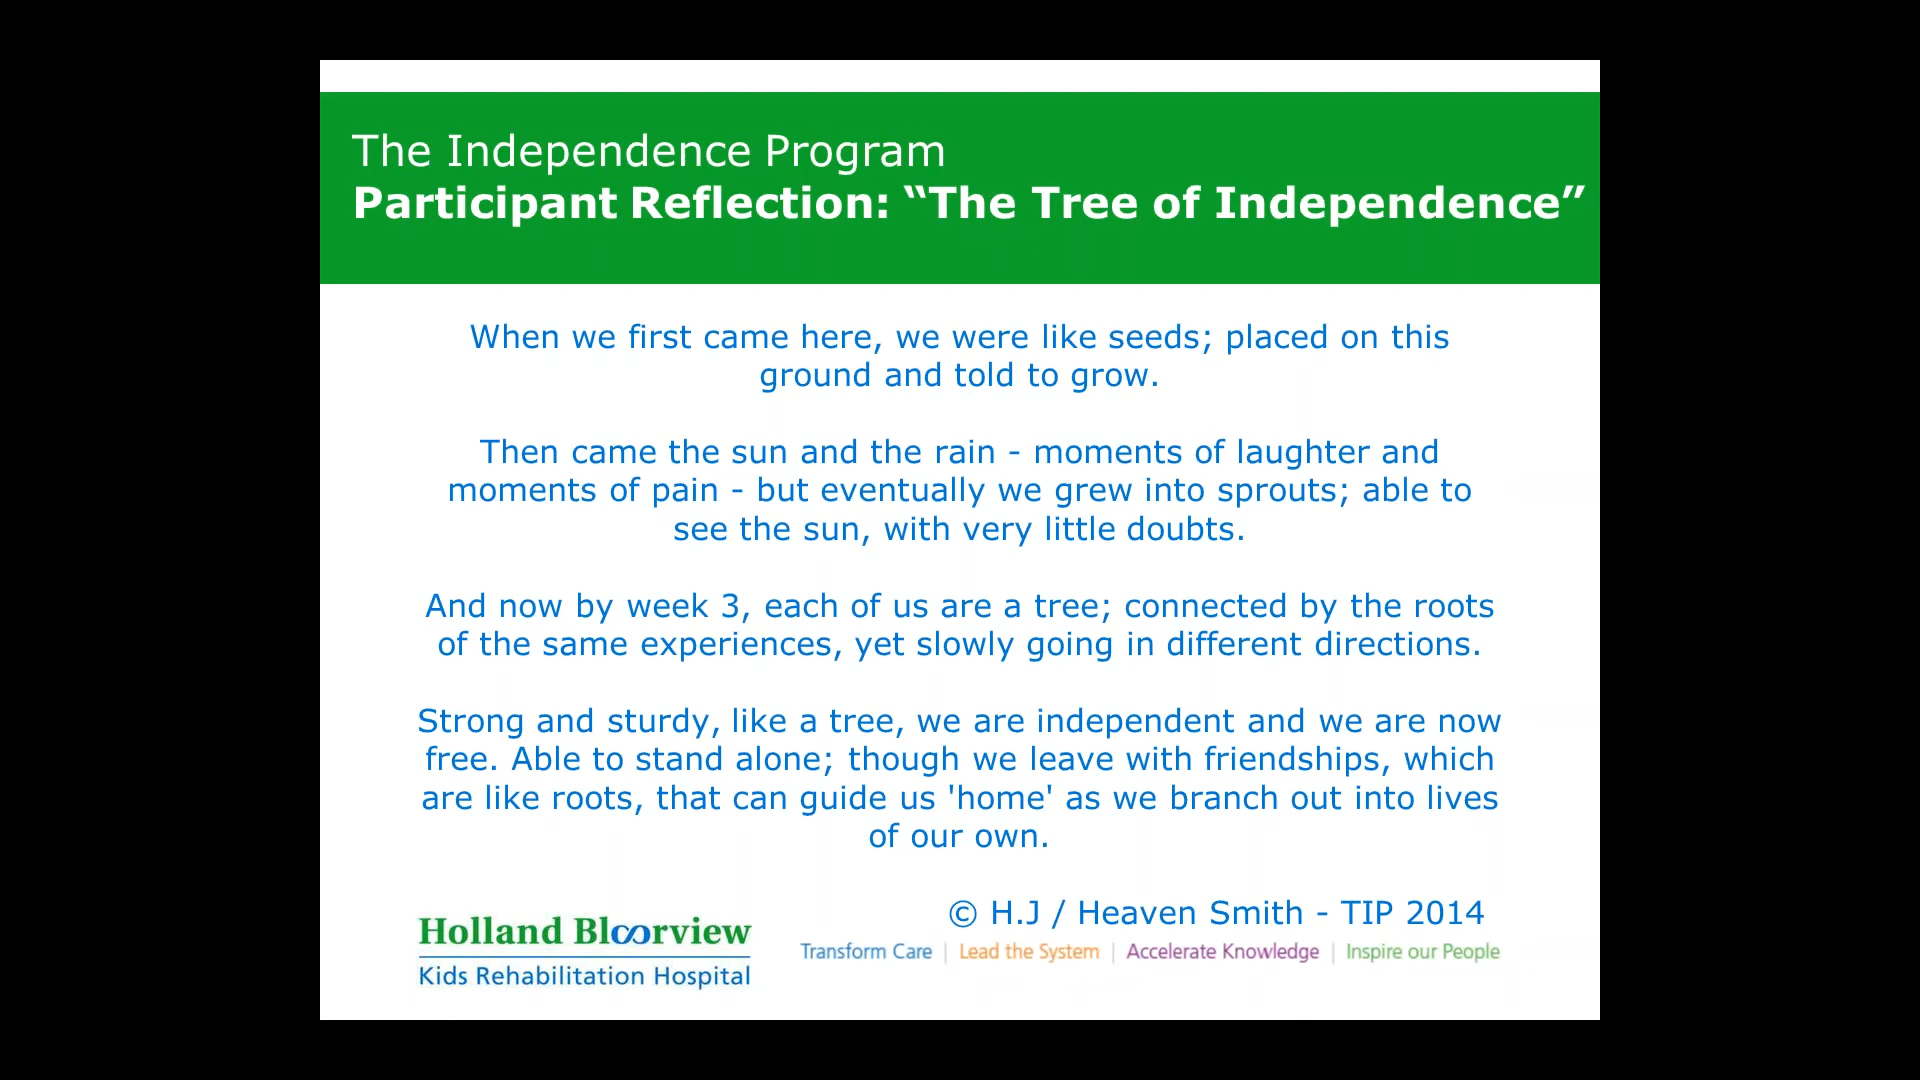 The Independence Program
Participant Reflection: “The Tree of Independence”
When we first came here, we were like seeds; placed on this
ground and told to grow.
Then came the sun and the rain - moments of laughter and
moments of pain - but eventually we grew into sprouts; able to
see the sun, with very little doubts.
And now by week 3, each of us are a tree; connected by the roots
of the same experiences, yet slowly going in different directions.
Strong and sturdy, like a tree, we are independent and we are now
free. Able to stand alone; though we leave with friendships, which
are like roots, that can guide us 'home' as we branch out into lives
of our own.
© H.J / Heaven Smith - TIP 2014
Holland Bloorview
Kids Rehabilitation Hospital
Transform Care | Lead the System | Accelerate Knowledge | Inspire our People